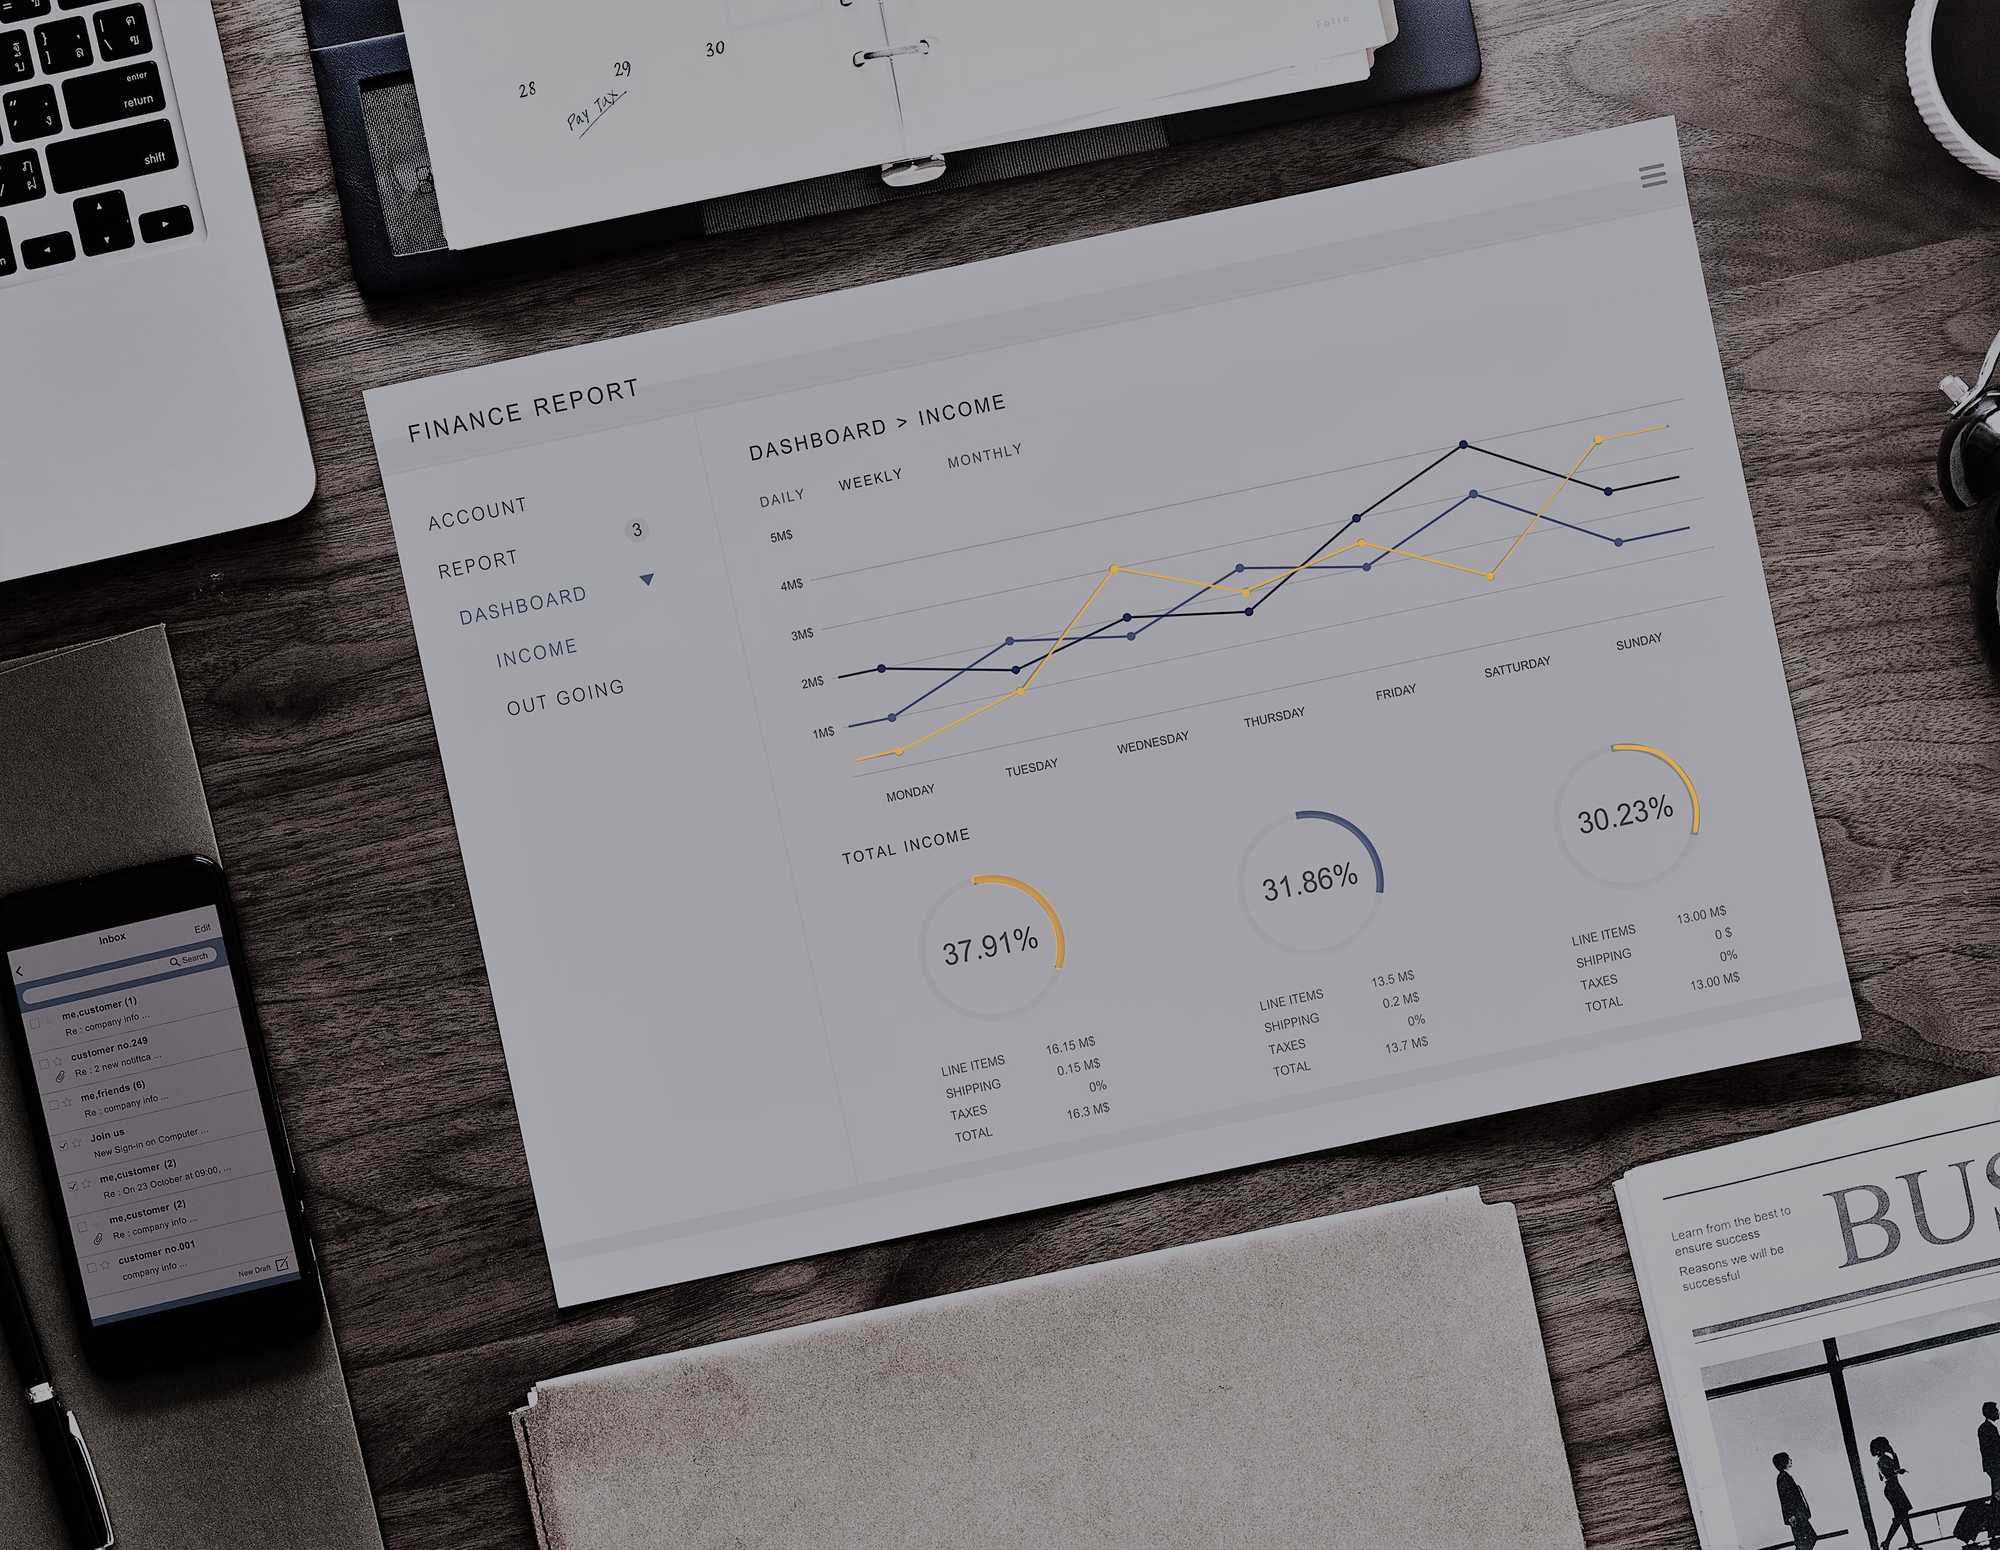 28
29
30
Pay Tax
Folio
enter
return
shift
FINANCE REPORT
ACCOUNT
REPORT 3
DASHBOARD
INCOME
OUT GOING
DASHBOARD > INCOME
DAILY WEEKLY MONTHLY
5M$
4M$
3M$
2M$
1M$
MONDAY TUESDAY WEDNESDAY THURSDAY FRIDAY SATTURDAY SUNDAY
TOTAL INCOME
37.91%
LINE ITEMS 16.15 M$
SHIPPING 0.15 M$
TAXES 0%
TOTAL 16.3 M$
31.86%
LINE ITEMS 13.5 M$
SHIPPING 0.2 M$
TAXES 0%
TOTAL 13.7 M$
30.23%
LINE ITEMS 13.00 M$
SHIPPING 0 $
TAXES 0%
TOTAL 13.00 M$
Inbox Edit
Search
me,customer (1)
Re : company info ...
customer no.249
Re : 2 new notiftca ...
me,friends (6)
Re : company info ...
Join us
New Sign-in on Computer ...
me,customer (2)
Re : On 23 October at 09:00, ...
me,customer (2)
Re : company info ...
customer no.001
company info ...
New Draft
Learn from the best to
ensure success
Reasons we will be
successful
BUS